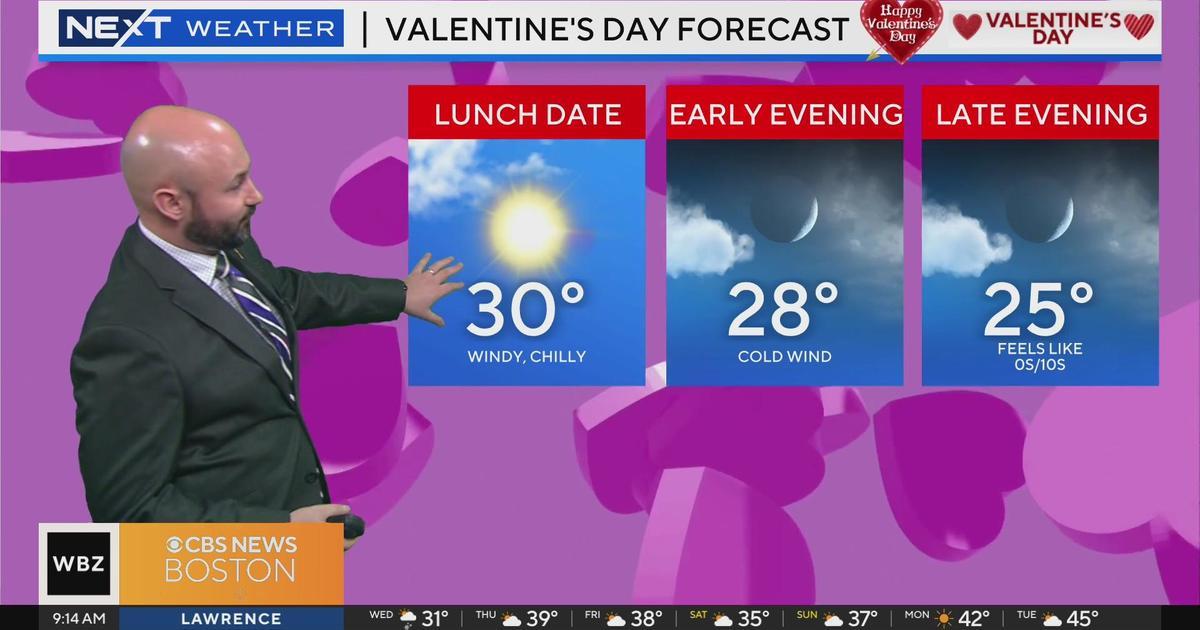 NEXT WEATHER | VALENTINE'S DAY FORECAST
Happy
Valentine's
Day
VALENTINE'S
DAY
LUNCH DATE
30°
WINDY, CHILLY
EARLY EVENING
28°
COLD WIND
LATE EVENING
25°
FEELS LIKE
0S/10S
WBZ
CBS NEWS
BOSTON
9:14 AM
LAWRENCE
WED 31° | THU 39° | FRI 38° | SAT 35° | SUN 37° | MON 42° | TUE 45°